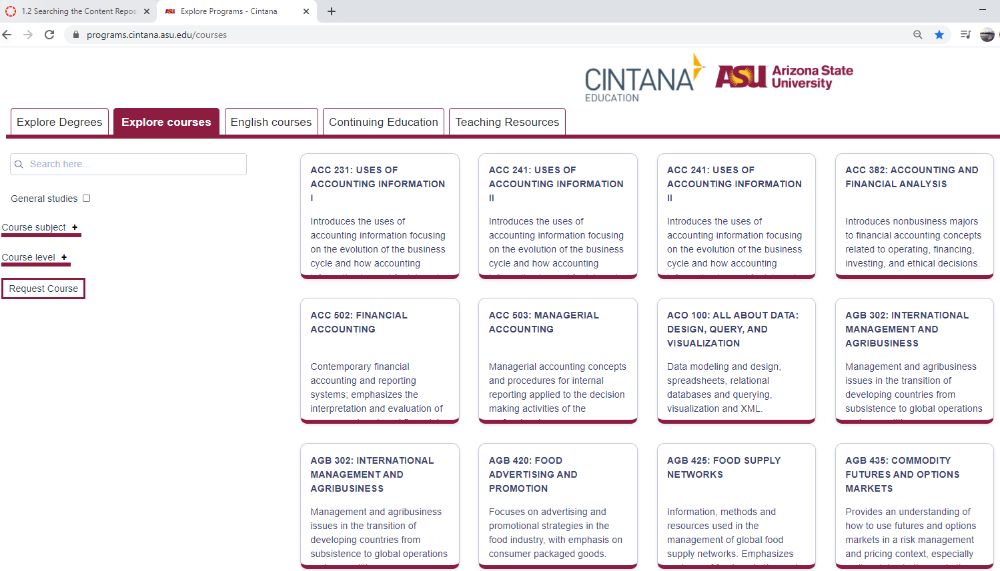 1.2 Searching the Content Repos
Explore Programs - Cintana
programs.cintana.asu.edu/courses
CINTANA
EDUCATION
ASU Arizona State
University
Explore Degrees
Explore courses
English courses
Continuing Education
Teaching Resources
Search here...
General studies
Course subject +
Course level +
Request Course
ACC 231: USES OF
ACCOUNTING INFORMATION
I
Introduces the uses of
accounting information focusing
on the evolution of the business
cycle and how accounting
ACC 241: USES OF
ACCOUNTING INFORMATION
II
Introduces the uses of
accounting information focusing
on the evolution of the business
cycle and how accounting
ACC 241: USES OF
ACCOUNTING INFORMATION
II
Introduces the uses of
accounting information focusing
on the evolution of the business
cycle and how accounting
ACC 382: ACCOUNTING AND
FINANCIAL ANALYSIS
Introduces nonbusiness majors
to financial accounting concepts
related to operating, financing,
investing, and ethical decisions.
ACC 502: FINANCIAL
ACCOUNTING
Contemporary financial
accounting and reporting
systems; emphasizes the
interpretation and evaluation of
ACC 503: MANAGERIAL
ACCOUNTING
Managerial accounting concepts
and procedures for internal
reporting applied to the decision
making activities of the
ACO 100: ALL ABOUT DATA:
DESIGN, QUERY, AND
VISUALIZATION
Data modeling and design,
spreadsheets, relational
databases and querying,
visualization and XML.
AGB 302: INTERNATIONAL
MANAGEMENT AND
AGRIBUSINESS
Management and agribusiness
issues in the transition of
developing countries from
subsistence to global operations
AGB 302: INTERNATIONAL
MANAGEMENT AND
AGRIBUSINESS
Management and agribusiness
issues in the transition of
developing countries from
subsistence to global operations
AGB 420: FOOD
ADVERTISING AND
PROMOTION
Focuses on advertising and
promotional strategies in the
food industry, with emphasis on
consumer packaged goods.
AGB 425: FOOD SUPPLY
NETWORKS
Information, methods and
resources used in the
management of global food
supply networks. Emphasizes
AGB 435: COMMODITY
FUTURES AND OPTIONS
MARKETS
Provides an understanding of
how to use futures and options
markets in a risk management
and pricing context, especially